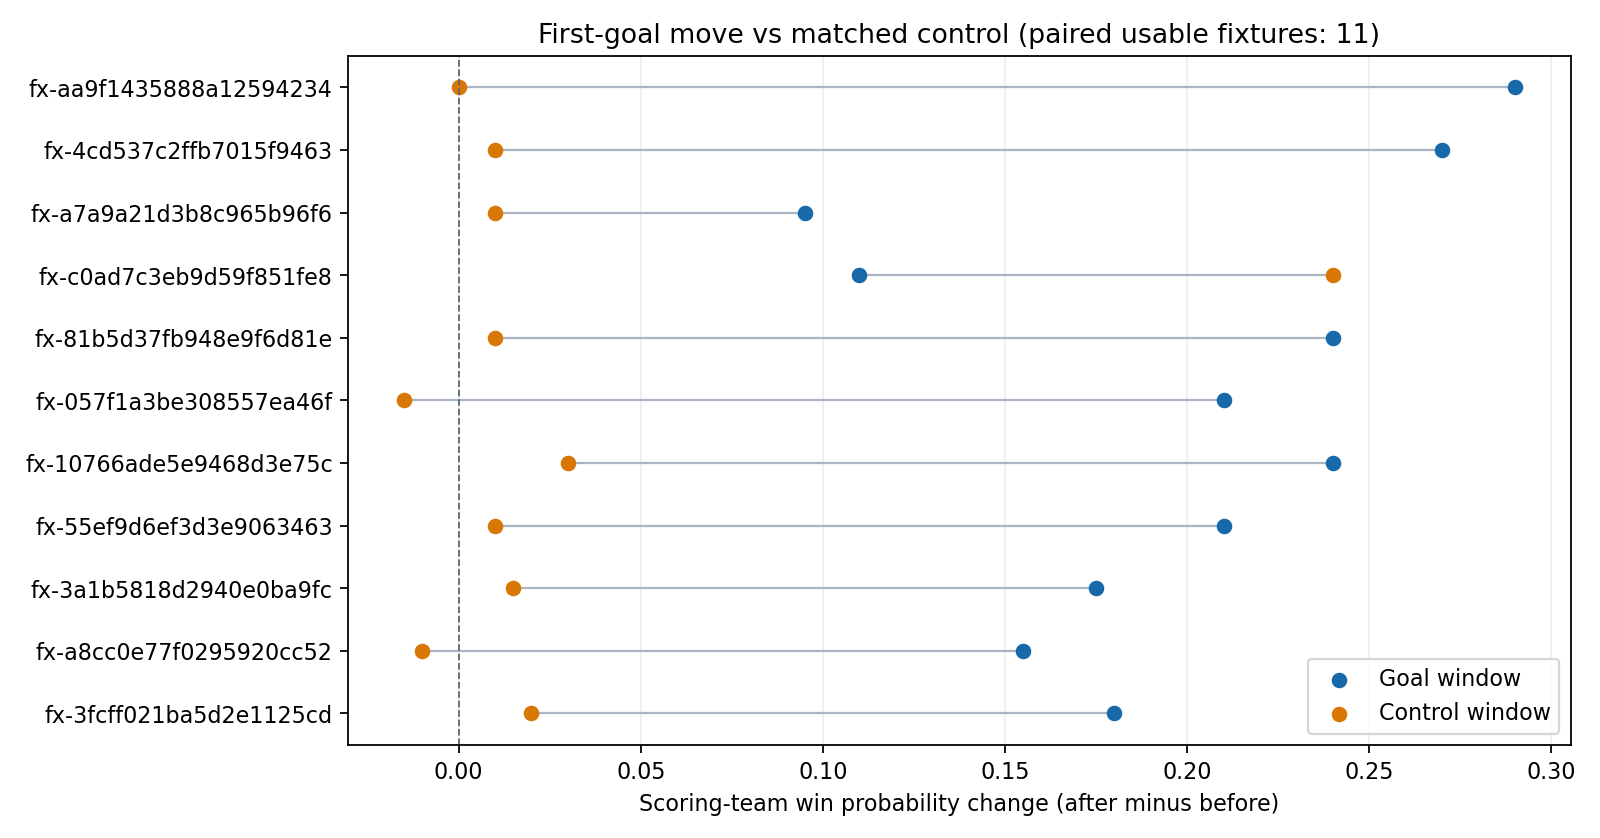 First-goal move vs matched control (paired usable fixtures: 11)
fx-aa9f1435888a12594234
fx-4cd537c2ffb7015f9463
fx-a7a9a21d3b8c965b96f6
fx-c0ad7c3eb9d59f851fe8
fx-81b5d37fb948e9f6d81e
fx-057f1a3be308557ea46f
fx-10766ade5e9468d3e75c
fx-55ef9d6ef3d3e9063463
fx-3a1b5818d2940e0ba9fc
fx-a8cc0e77f0295920cc52
fx-3fcff021ba5d2e1125cd
Goal window
Control window
0.00 0.05 0.10 0.15 0.20 0.25 0.30
Scoring-team win probability change (after minus before)